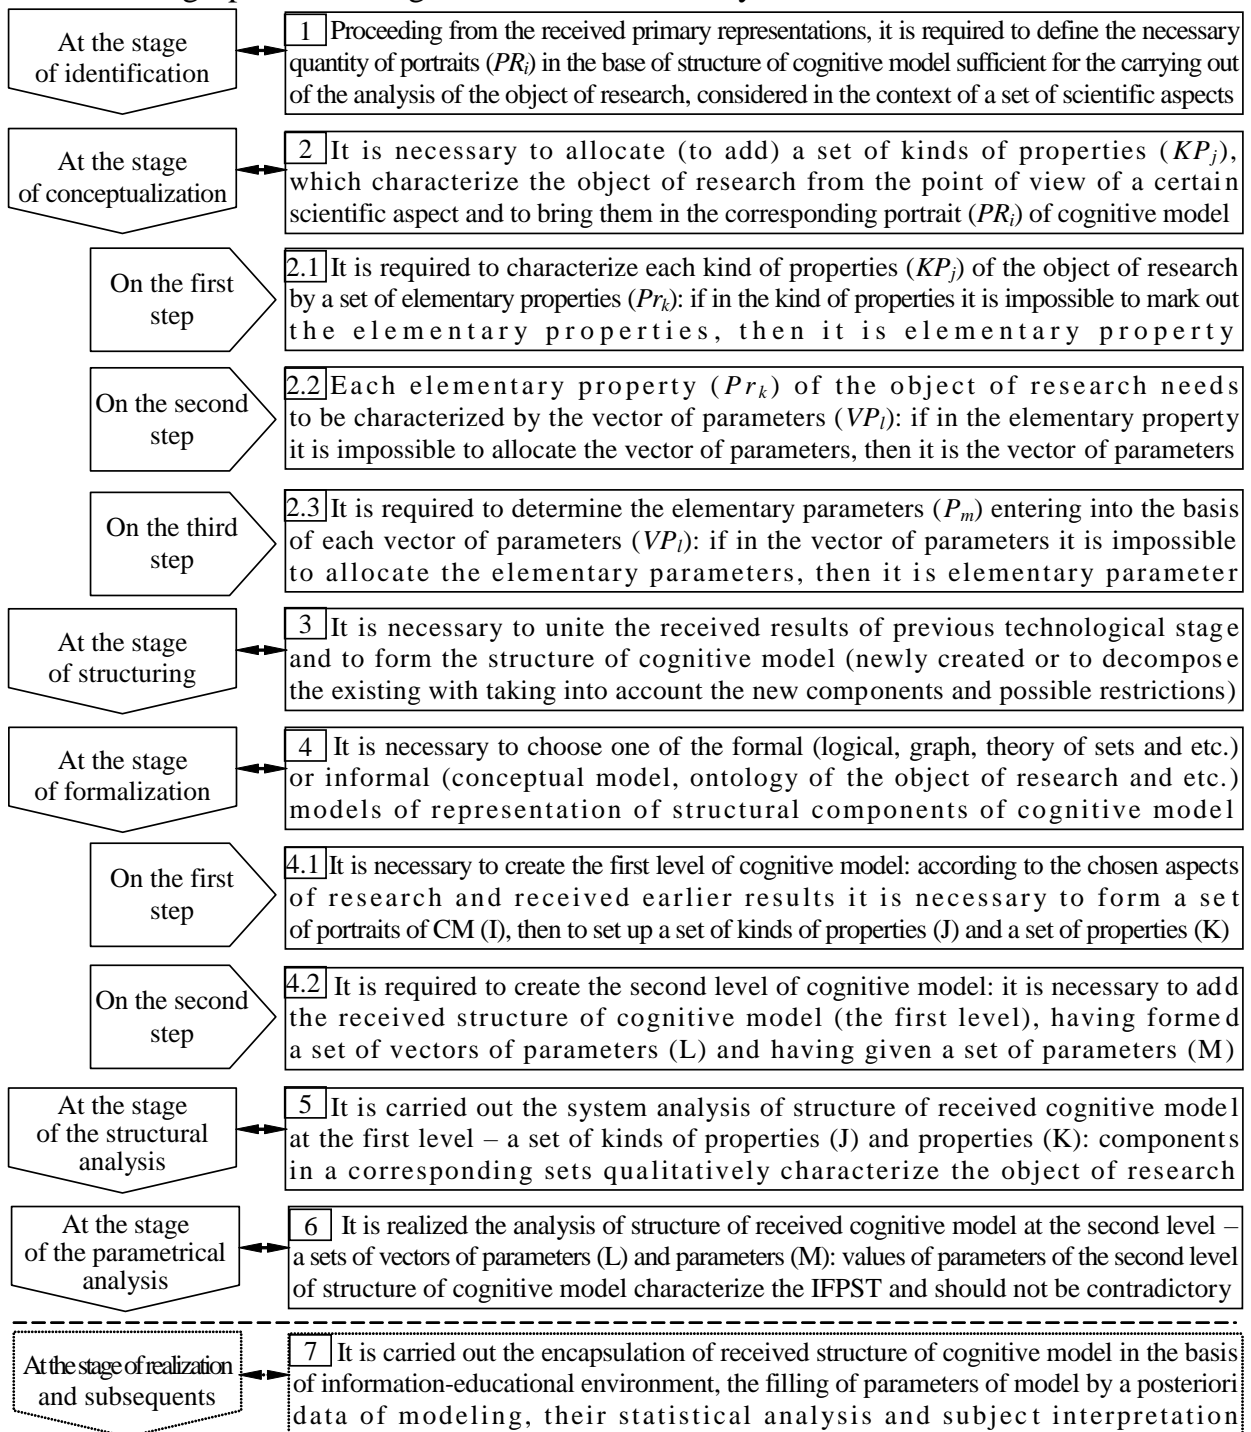 At the stage
of identification
1 Proceeding from the received primary representations, it is required to define the necessary
quantity of portraits (PRi) in the base of structure of cognitive model sufficient for the carrying out
of the analysis of the object of research, considered in the context of a set of scientific aspects
At the stage
of conceptualization
2 It is necessary to allocate (to add) a set of kinds of properties (KPj),
which characterize the object of research from the point of view of a certain
scientific aspect and to bring them in the corresponding portrait (PRi) of cognitive model
On the first
step
2.1 It is required to characterize each kind of properties (KPj) of the object of research
by a set of elementary properties (Prk): if in the kind of properties it is impossible to mark out
the elementary properties, then it is elementary property
On the second
step
2.2 Each elementary property (Prk) of the object of research needs
to be characterized by the vector of parameters (VPl): if in the elementary property
it is impossible to allocate the vector of parameters, then it is the vector of parameters
On the third
step
2.3 It is required to determine the elementary parameters (Pm) entering into the basis
of each vector of parameters (VPl): if in the vector of parameters it is impossible
to allocate the elementary parameters, then it is elementary parameter
At the stage
of structuring
3 It is necessary to unite the received results of previous technological stage
and to form the structure of cognitive model (newly created or to decompose
the existing with taking into account the new components and possible restrictions)
At the stage
of formalization
4 It is necessary to choose one of the formal (logical, graph, theory of sets and etc.)
or informal (conceptual model, ontology of the object of research and etc.)
models of representation of structural components of cognitive model
On the first
step
4.1 It is necessary to create the first level of cognitive model: according to the chosen aspects
of research and received earlier results it is necessary to form a set
of portraits of CM (I), then to set up a set of kinds of properties (J) and a set of properties (K)
On the second
step
4.2 It is required to create the second level of cognitive model: it is necessary to add
the received structure of cognitive model (the first level), having formed
a set of vectors of parameters (L) and having given a set of parameters (M)
At the stage
of the structural
analysis
5 It is carried out the system analysis of structure of received cognitive model
at the first level – a set of kinds of properties (J) and properties (K): components
in a corresponding sets qualitatively characterize the object of research
At the stage
of the parametrical
analysis
6 It is realized the analysis of structure of received cognitive model at the second level –
a sets of vectors of parameters (L) and parameters (M): values of parameters of the second level
of structure of cognitive model characterize the IFPST and should not be contradictory
At the stage of realization
and subsequents
7 It is carried out the encapsulation of received structure of cognitive model in the basis
of information-educational environment, the filling of parameters of model by a posteriori
data of modeling, their statistical analysis and subject interpretation